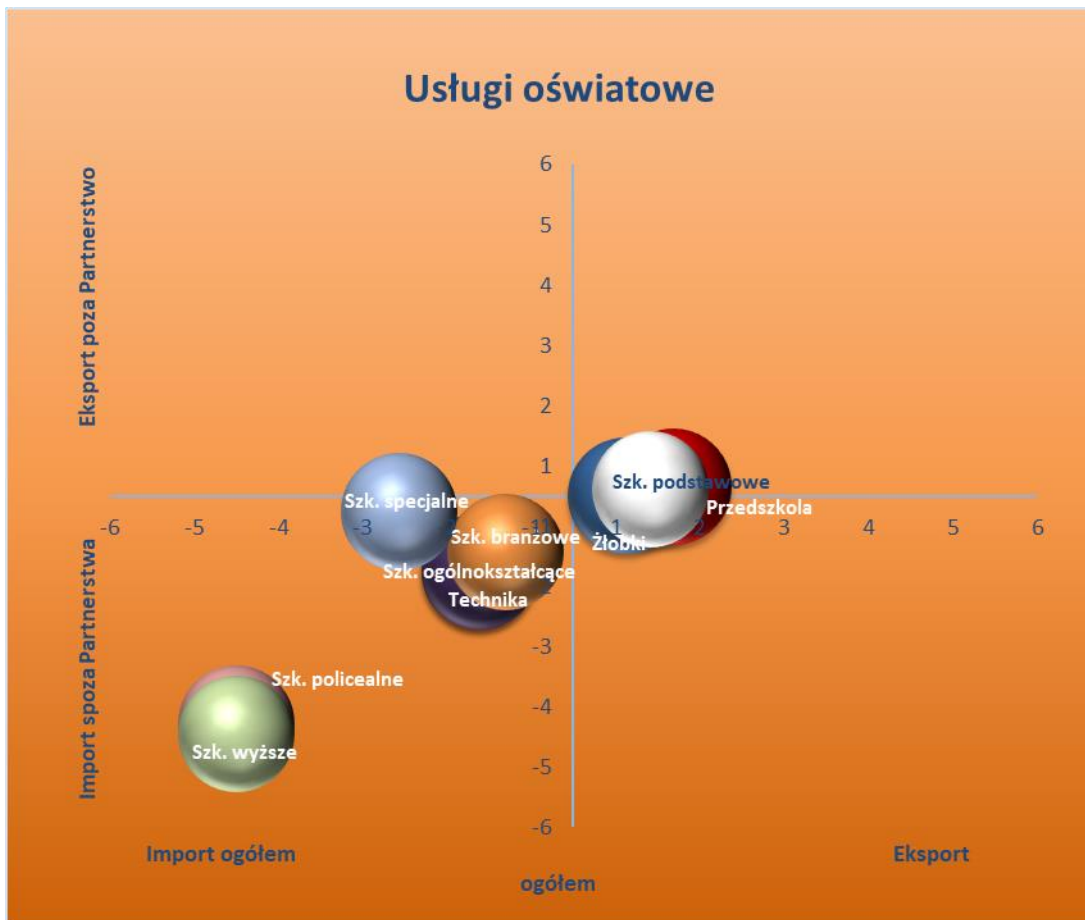 Usługi oświatowe
Eksport poza Partnerstwo
Import spoza Partnerstwa
6
5
4
3
2
1
-1
-3
-4
-5
-6
-6 -5 -4 -3 -1 1 2 3 4 5 6
Szk. podstawowe
Przedszkola
Żłobki
Szk. specjalne
Szk. branżowe
Szk. ogólnokształcące
Technika
Szk. policealne
Szk. wyższe
Import ogółem
Eksport
ogółem